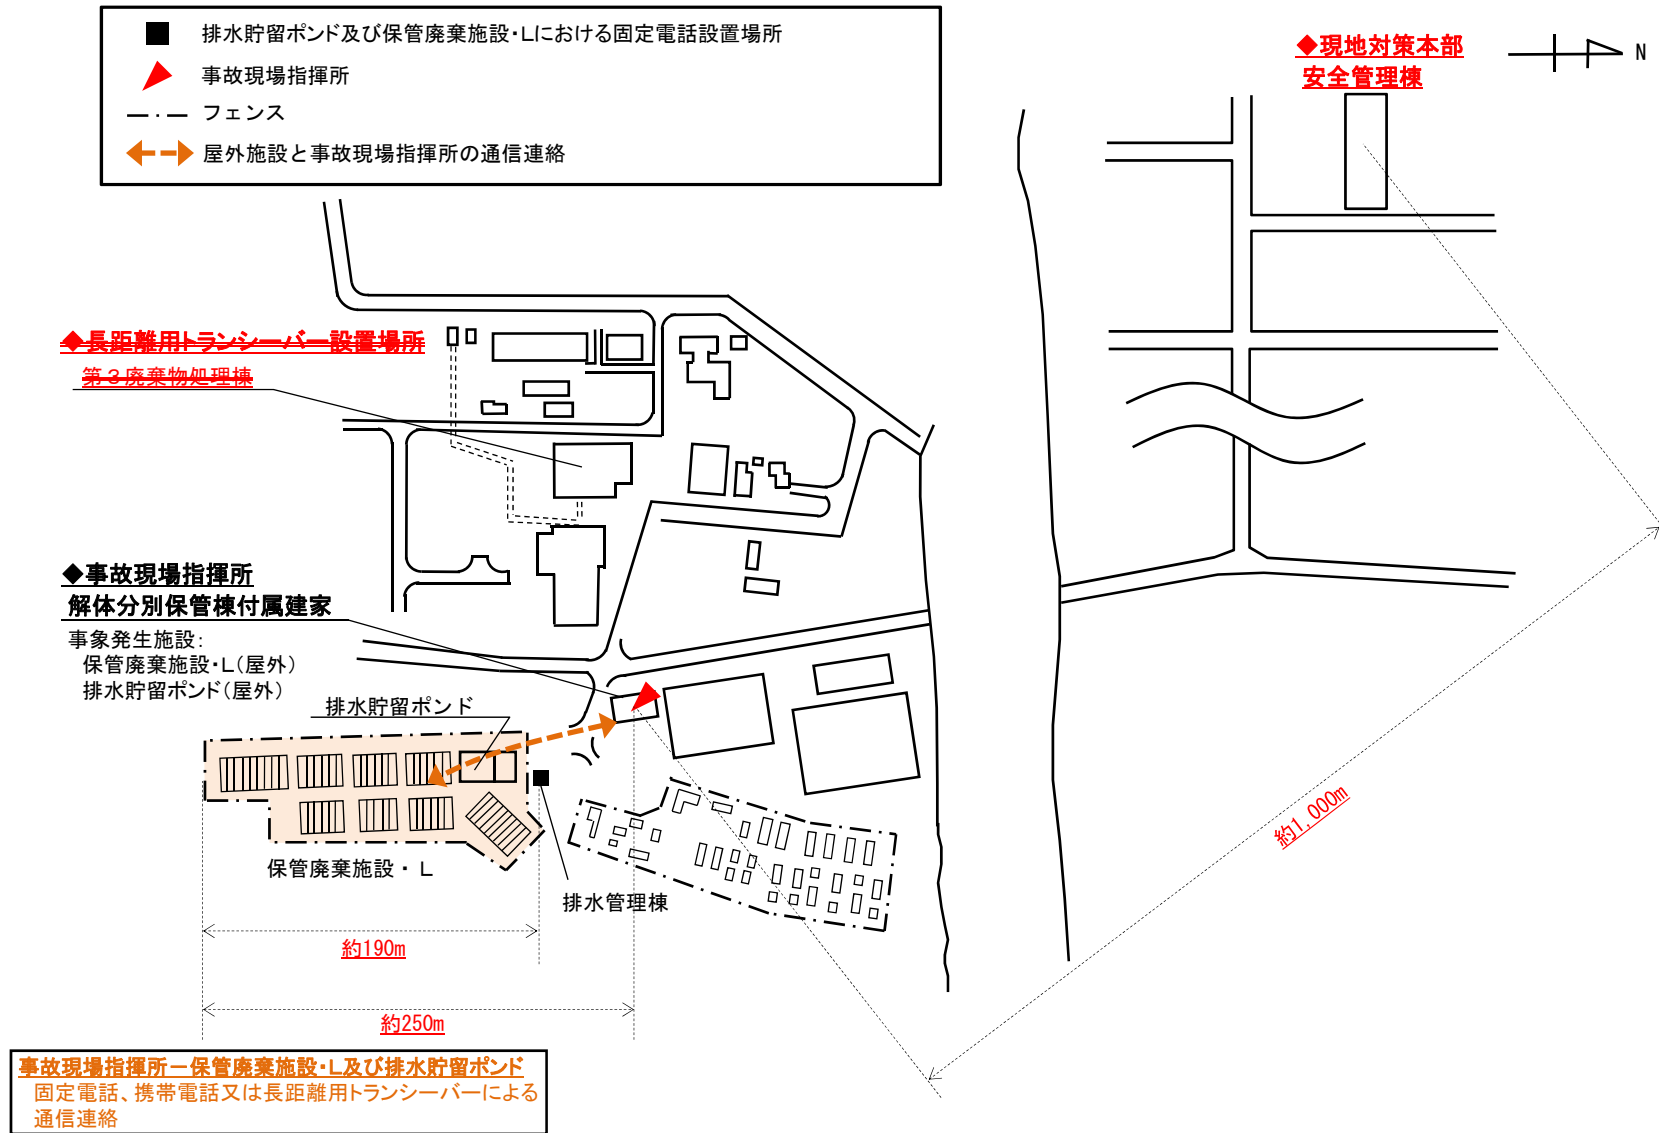 排水貯留ポンド及び保管廃棄施設・Lにおける固定電話設置場所
事故現場指揮所
フェンス
屋外施設と事故現場指揮所の通信連絡
◆現地対策本部
安全管理棟
N
◆長距離用トランシーバー設置場所
第3廃棄物処理棟
◆事故現場指揮所
解体分別保管棟付属建家
事象発生施設:
保管廃棄施設・L(屋外)
排水貯留ポンド(屋外)
排水貯留ポンド
保管廃棄施設・L
排水管理棟
約190m
約250m
約1,000m
事故現場指揮所－保管廃棄施設・L及び排水貯留ポンド
固定電話、携帯電話又は長距離用トランシーバーによる
通信連絡